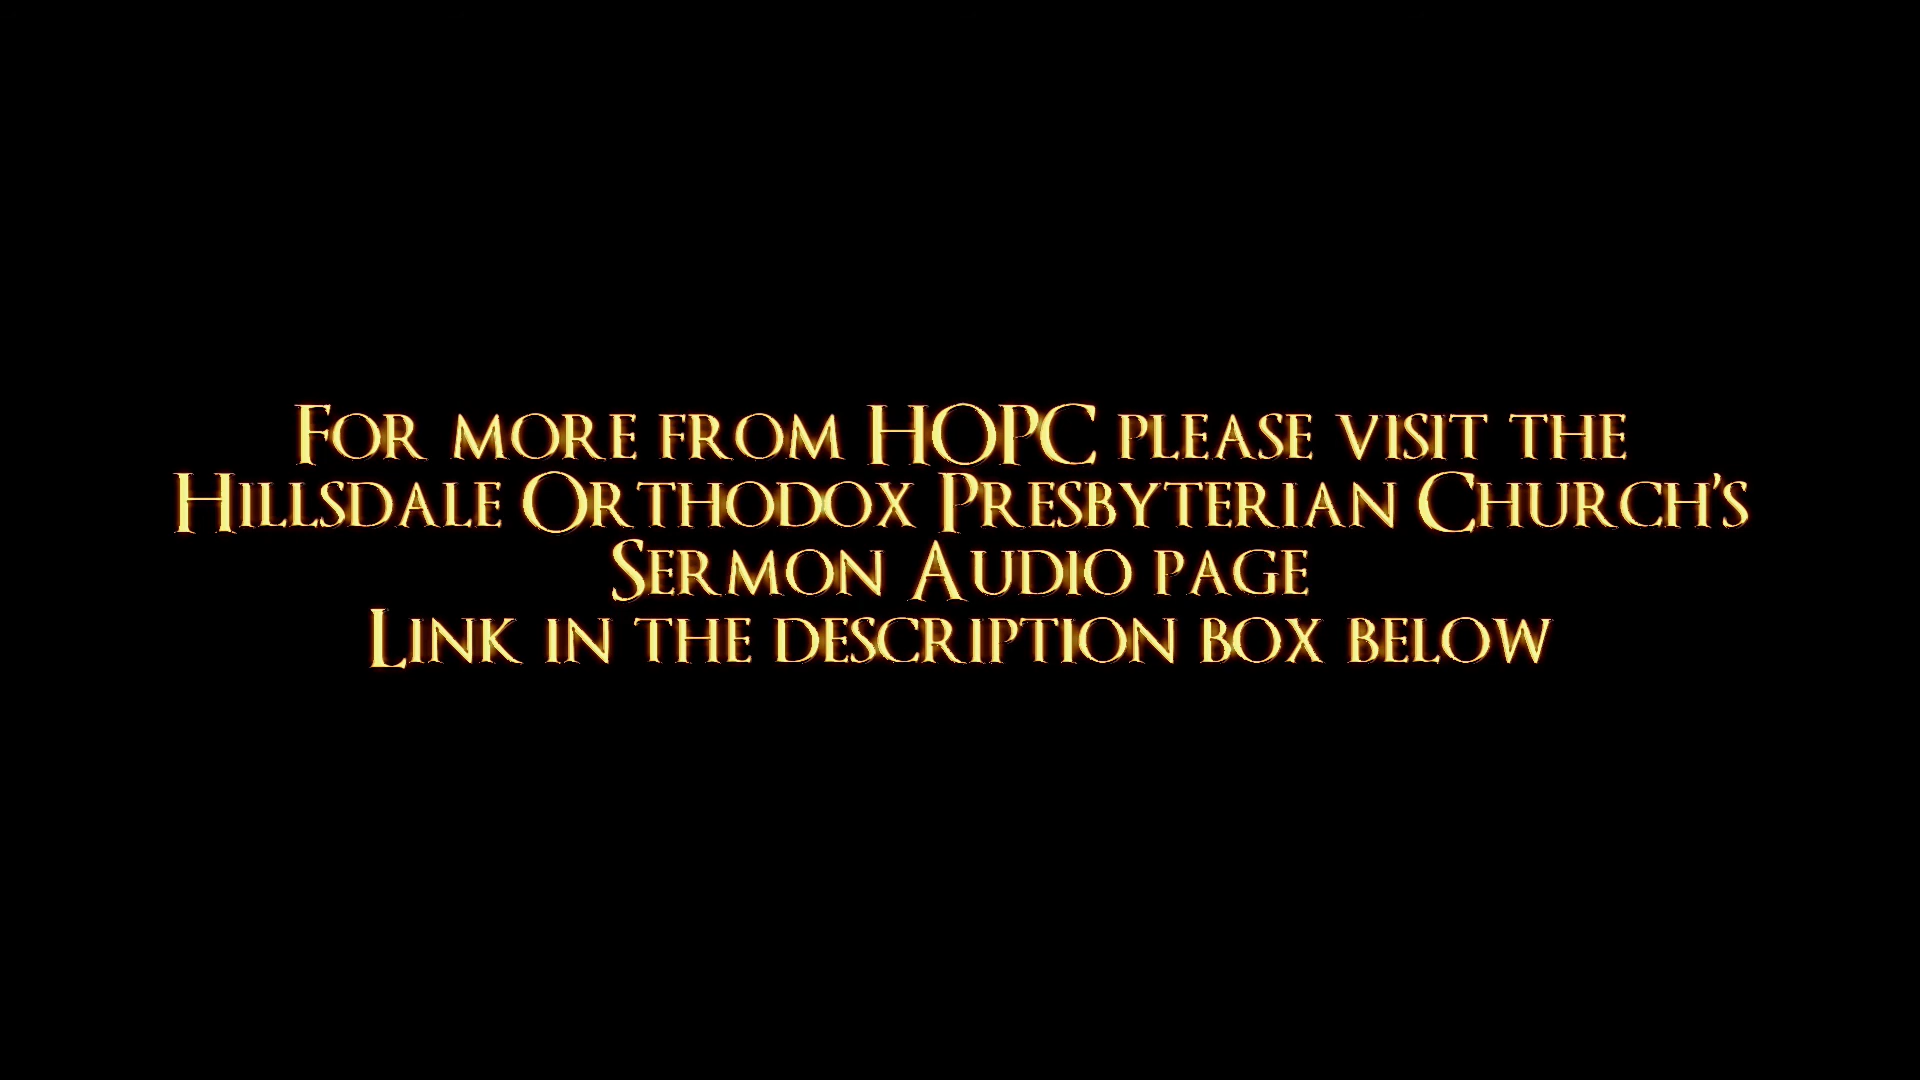 For more from HOPC please visit the
Hillsdale Orthodox Presbyterian Church's
Sermon Audio page
Link in the description box below